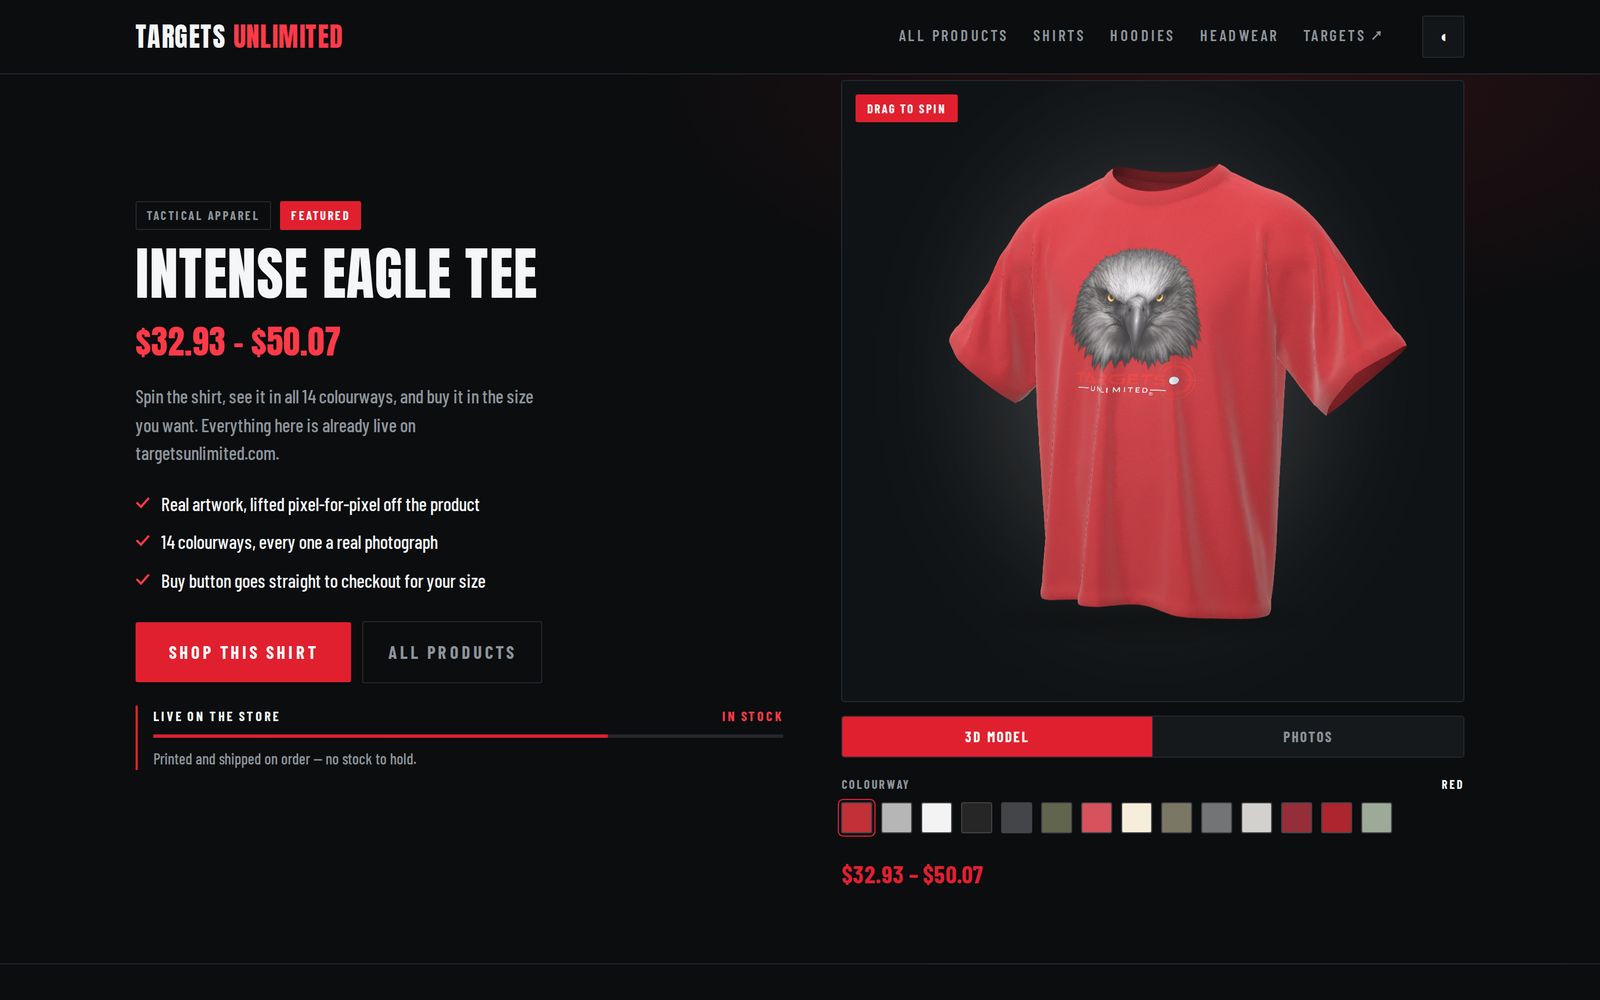 TARGETS UNLIMITED
ALL PRODUCTS
SHIRTS
HOODIES
HEADWEAR
TARGETS ↗
TACTICAL APPAREL
FEATURED
INTENSE EAGLE TEE
$32.93 - $50.07
Spin the shirt, see it in all 14 colourways, and buy it in the size
you want. Everything here is already live on
targetsunlimited.com.
Real artwork, lifted pixel-for-pixel off the product
14 colourways, every one a real photograph
Buy button goes straight to checkout for your size
SHOP THIS SHIRT
ALL PRODUCTS
LIVE ON THE STORE
IN STOCK
Printed and shipped on order — no stock to hold.
DRAG TO SPIN
TARGETS
UNLIMITED®
3D MODEL
PHOTOS
COLOURWAY
RED
$32.93 – $50.07